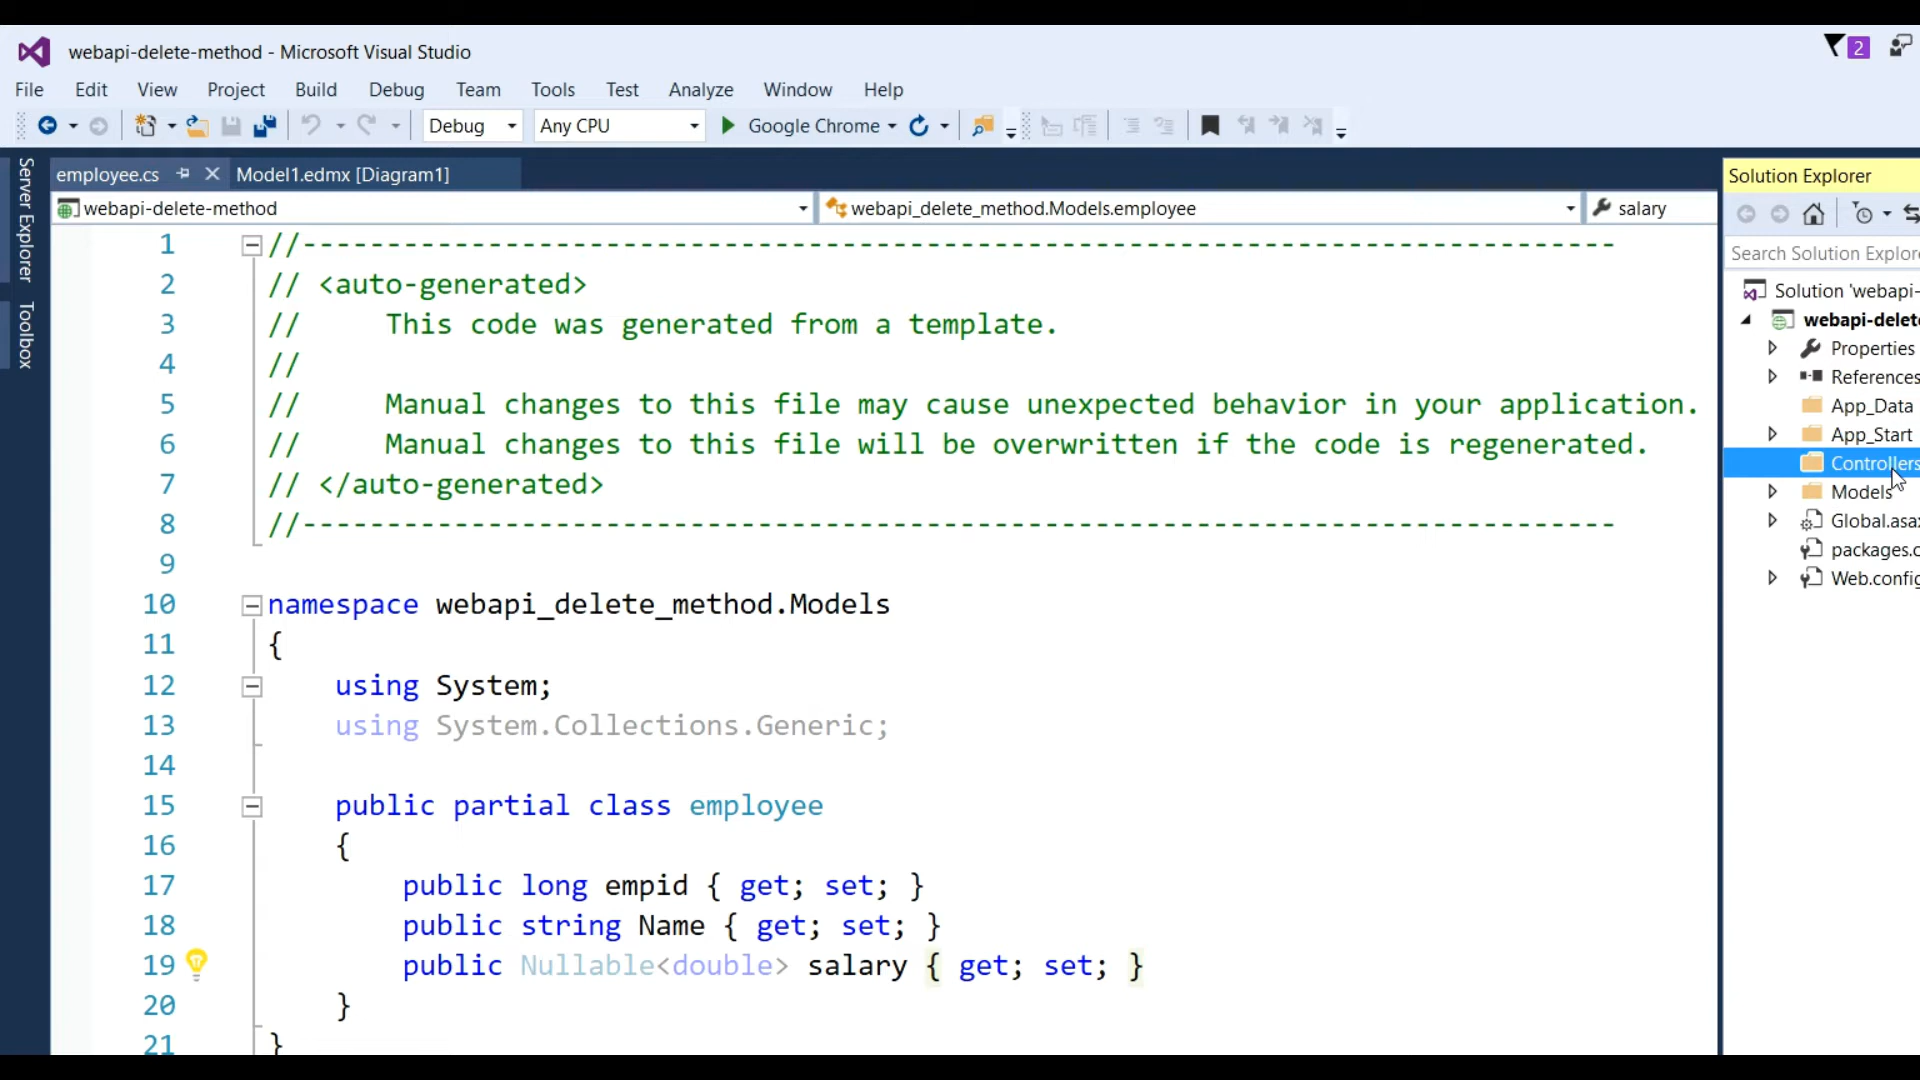 webapi-delete-method - Microsoft Visual Studio
2
File Edit View Project Build Debug Team Tools Test Analyze Window Help
Debug Any CPU Google Chrome
Server Explorer
Toolbox
employee.cs Model1.edmx [Diagram1]
webapi-delete-method webapi_delete_method.Models.employee salary
1 //------------------------------------------------------------------------------
2 // <auto-generated>
3 //     This code was generated from a template.
4 //
5 //     Manual changes to this file may cause unexpected behavior in your application.
6 //     Manual changes to this file will be overwritten if the code is regenerated.
7 // </auto-generated>
8 //------------------------------------------------------------------------------
9
10 namespace webapi_delete_method.Models
11 {
12     using System;
13     using System.Collections.Generic;
14
15     public partial class employee
16     {
17         public long empid { get; set; }
18         public string Name { get; set; }
19         public Nullable<double> salary { get; set; }
20     }
21 }
Solution Explorer
Search Solution Explore
Solution 'webapi-
webapi-delet
Properties
References
App_Data
App_Start
Controllers
Models
Global.asax
packages.c
Web.config